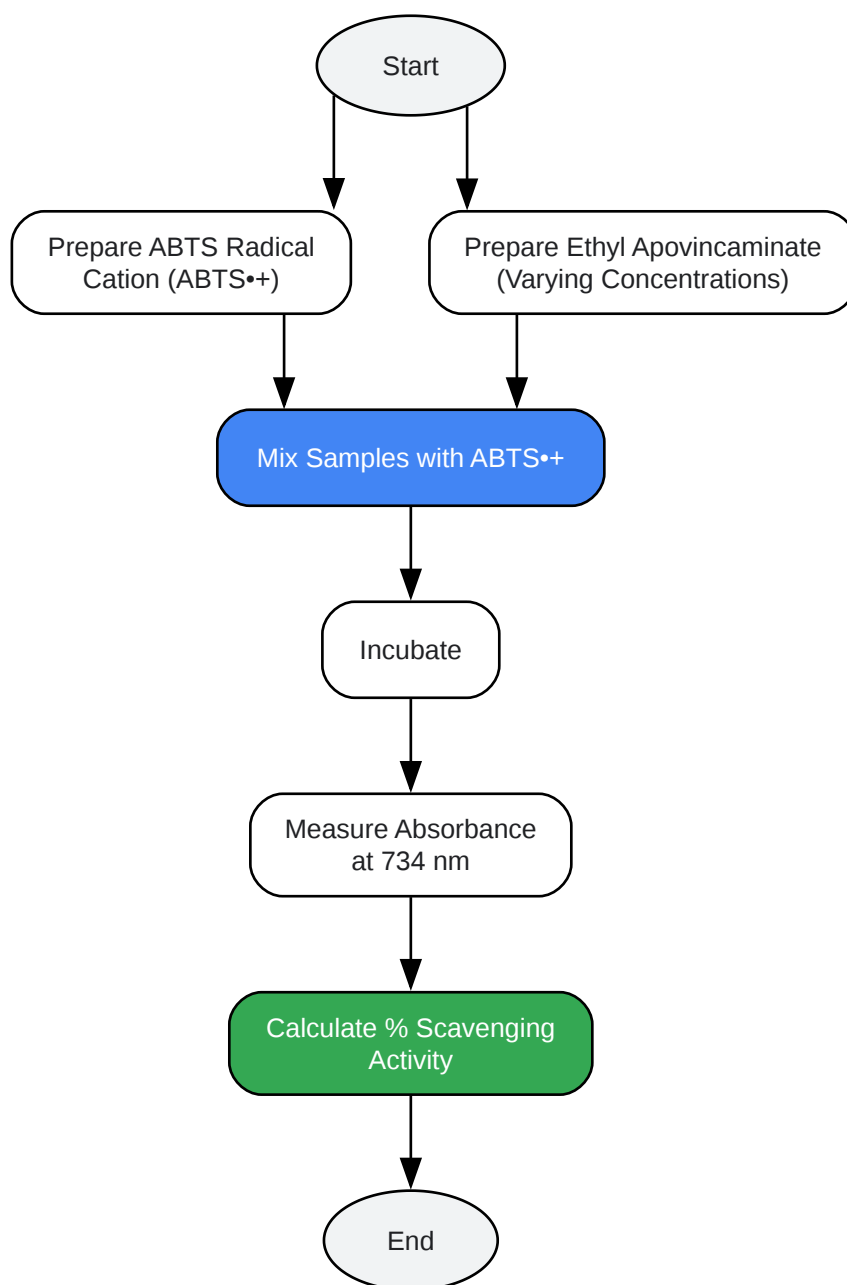 Start
Prepare ABTS Radical
Cation (ABTS•+)
Prepare Ethyl Apovincaminate
(Varying Concentrations)
Mix Samples with ABTS•+
Incubate
Measure Absorbance
at 734 nm
Calculate % Scavenging
Activity
End